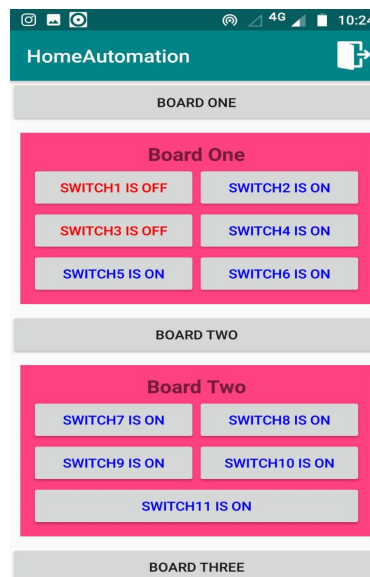 4G 10:24
HomeAutomation
BOARD ONE
Board One
SWITCH1 IS OFF SWITCH2 IS ON
SWITCH3 IS OFF SWITCH4 IS ON
SWITCH5 IS ON SWITCH6 IS ON
BOARD TWO
Board Two
SWITCH7 IS ON SWITCH8 IS ON
SWITCH9 IS ON SWITCH10 IS ON
SWITCH11 IS ON
BOARD THREE